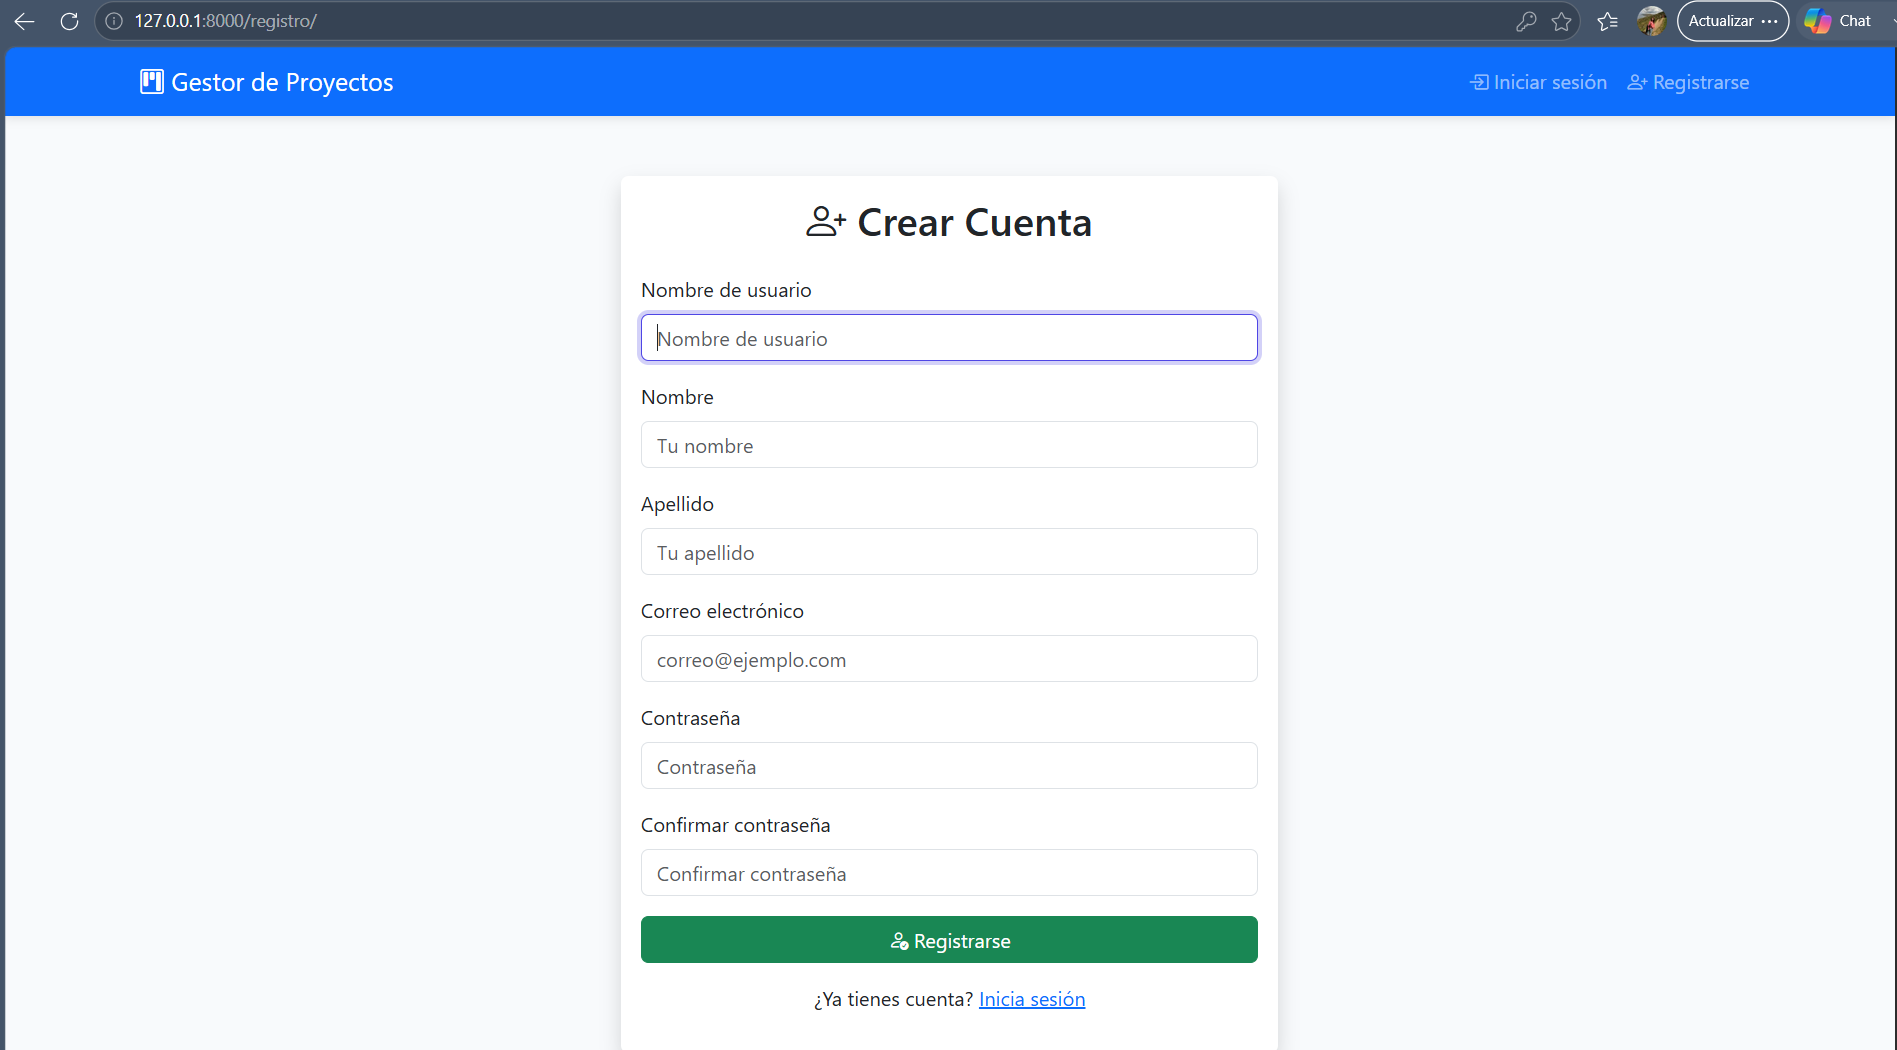 127.0.0.1:8000/registro/
Actualizar
Chat
Gestor de Proyectos
Iniciar sesión
Registrarse
Crear Cuenta
Nombre de usuario
Nombre de usuario
Nombre
Tu nombre
Apellido
Tu apellido
Correo electrónico
correo@ejemplo.com
Contraseña
Contraseña
Confirmar contraseña
Confirmar contraseña
Registrarse
¿Ya tienes cuenta? Inicia sesión